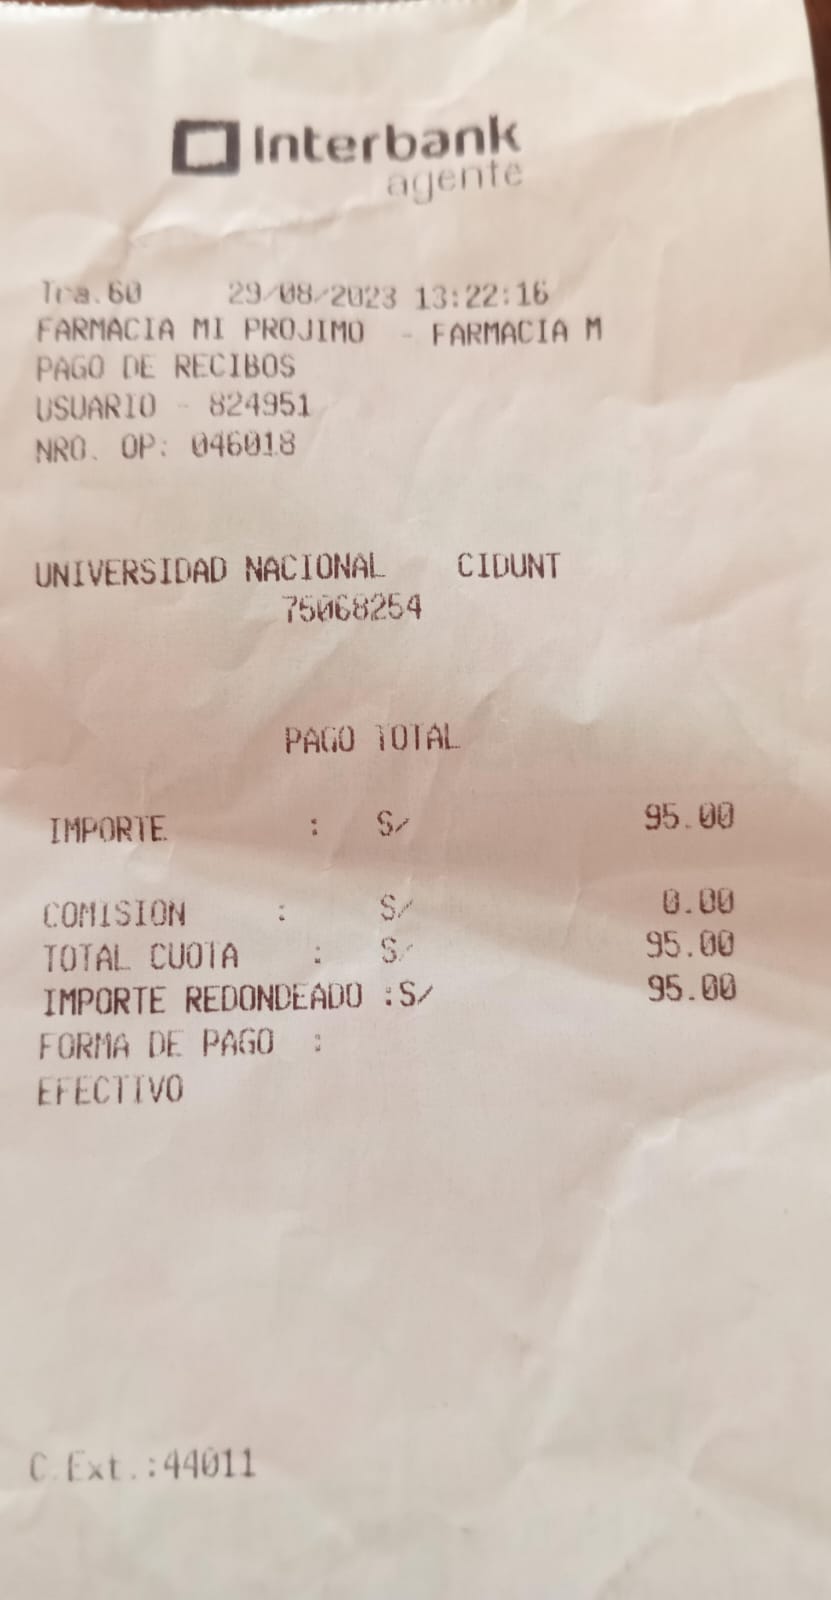 Interbank
agente
Tra.60 29/08/2023 13:22:16
FARMACIA MI PROJIMO - FARMACIA M
PAGO DE RECIBOS
USUARIO - 824951
NRO. OP: 046018
UNIVERSIDAD NACIONAL CIDUNT
75068254
PAGO TOTAL
IMPORTE : S/ 95.00
COMISION : S/ 0.00
TOTAL CUOTA : S/ 95.00
IMPORTE REDONDEADO :S/ 95.00
FORMA DE PAGO :
EFECTIVO
C.Ext.:44011